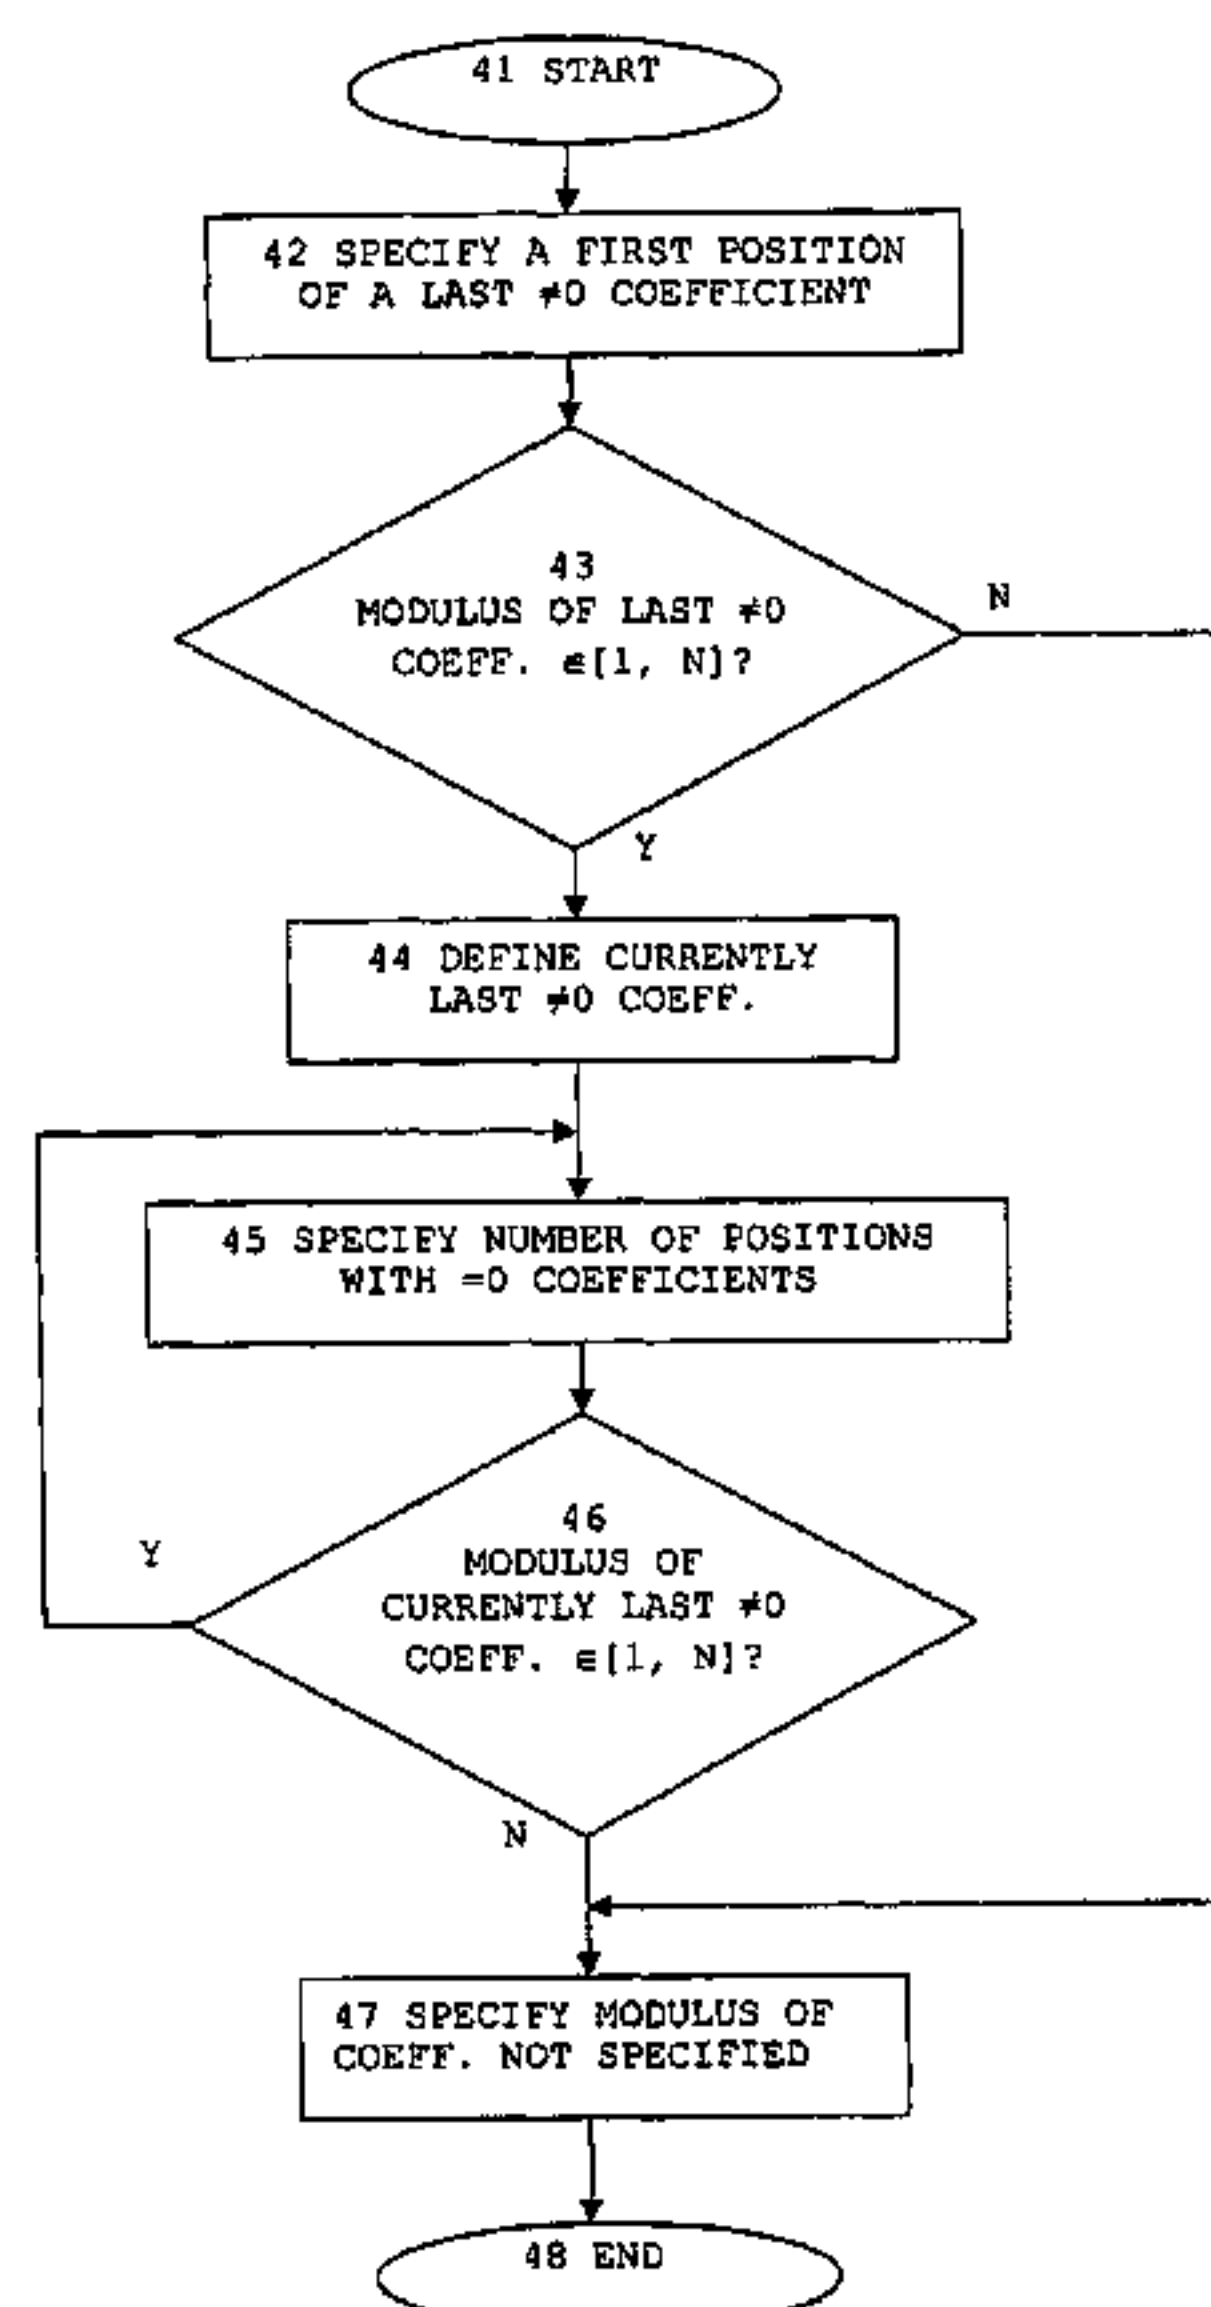 41 START
42 SPECIFY A FIRST POSITION
OF A LAST ≠0 COEFFICIENT
43
MODULUS OF LAST ≠0
COEFF. ∈[1, N]?
N
Y
44 DEFINE CURRENTLY
LAST ≠0 COEFF.
45 SPECIFY NUMBER OF POSITIONS
WITH =0 COEFFICIENTS
46
MODULUS OF
CURRENTLY LAST ≠0
COEFF. ∈[1, N]?
Y
N
47 SPECIFY MODULUS OF
COEFF. NOT SPECIFIED
48 END